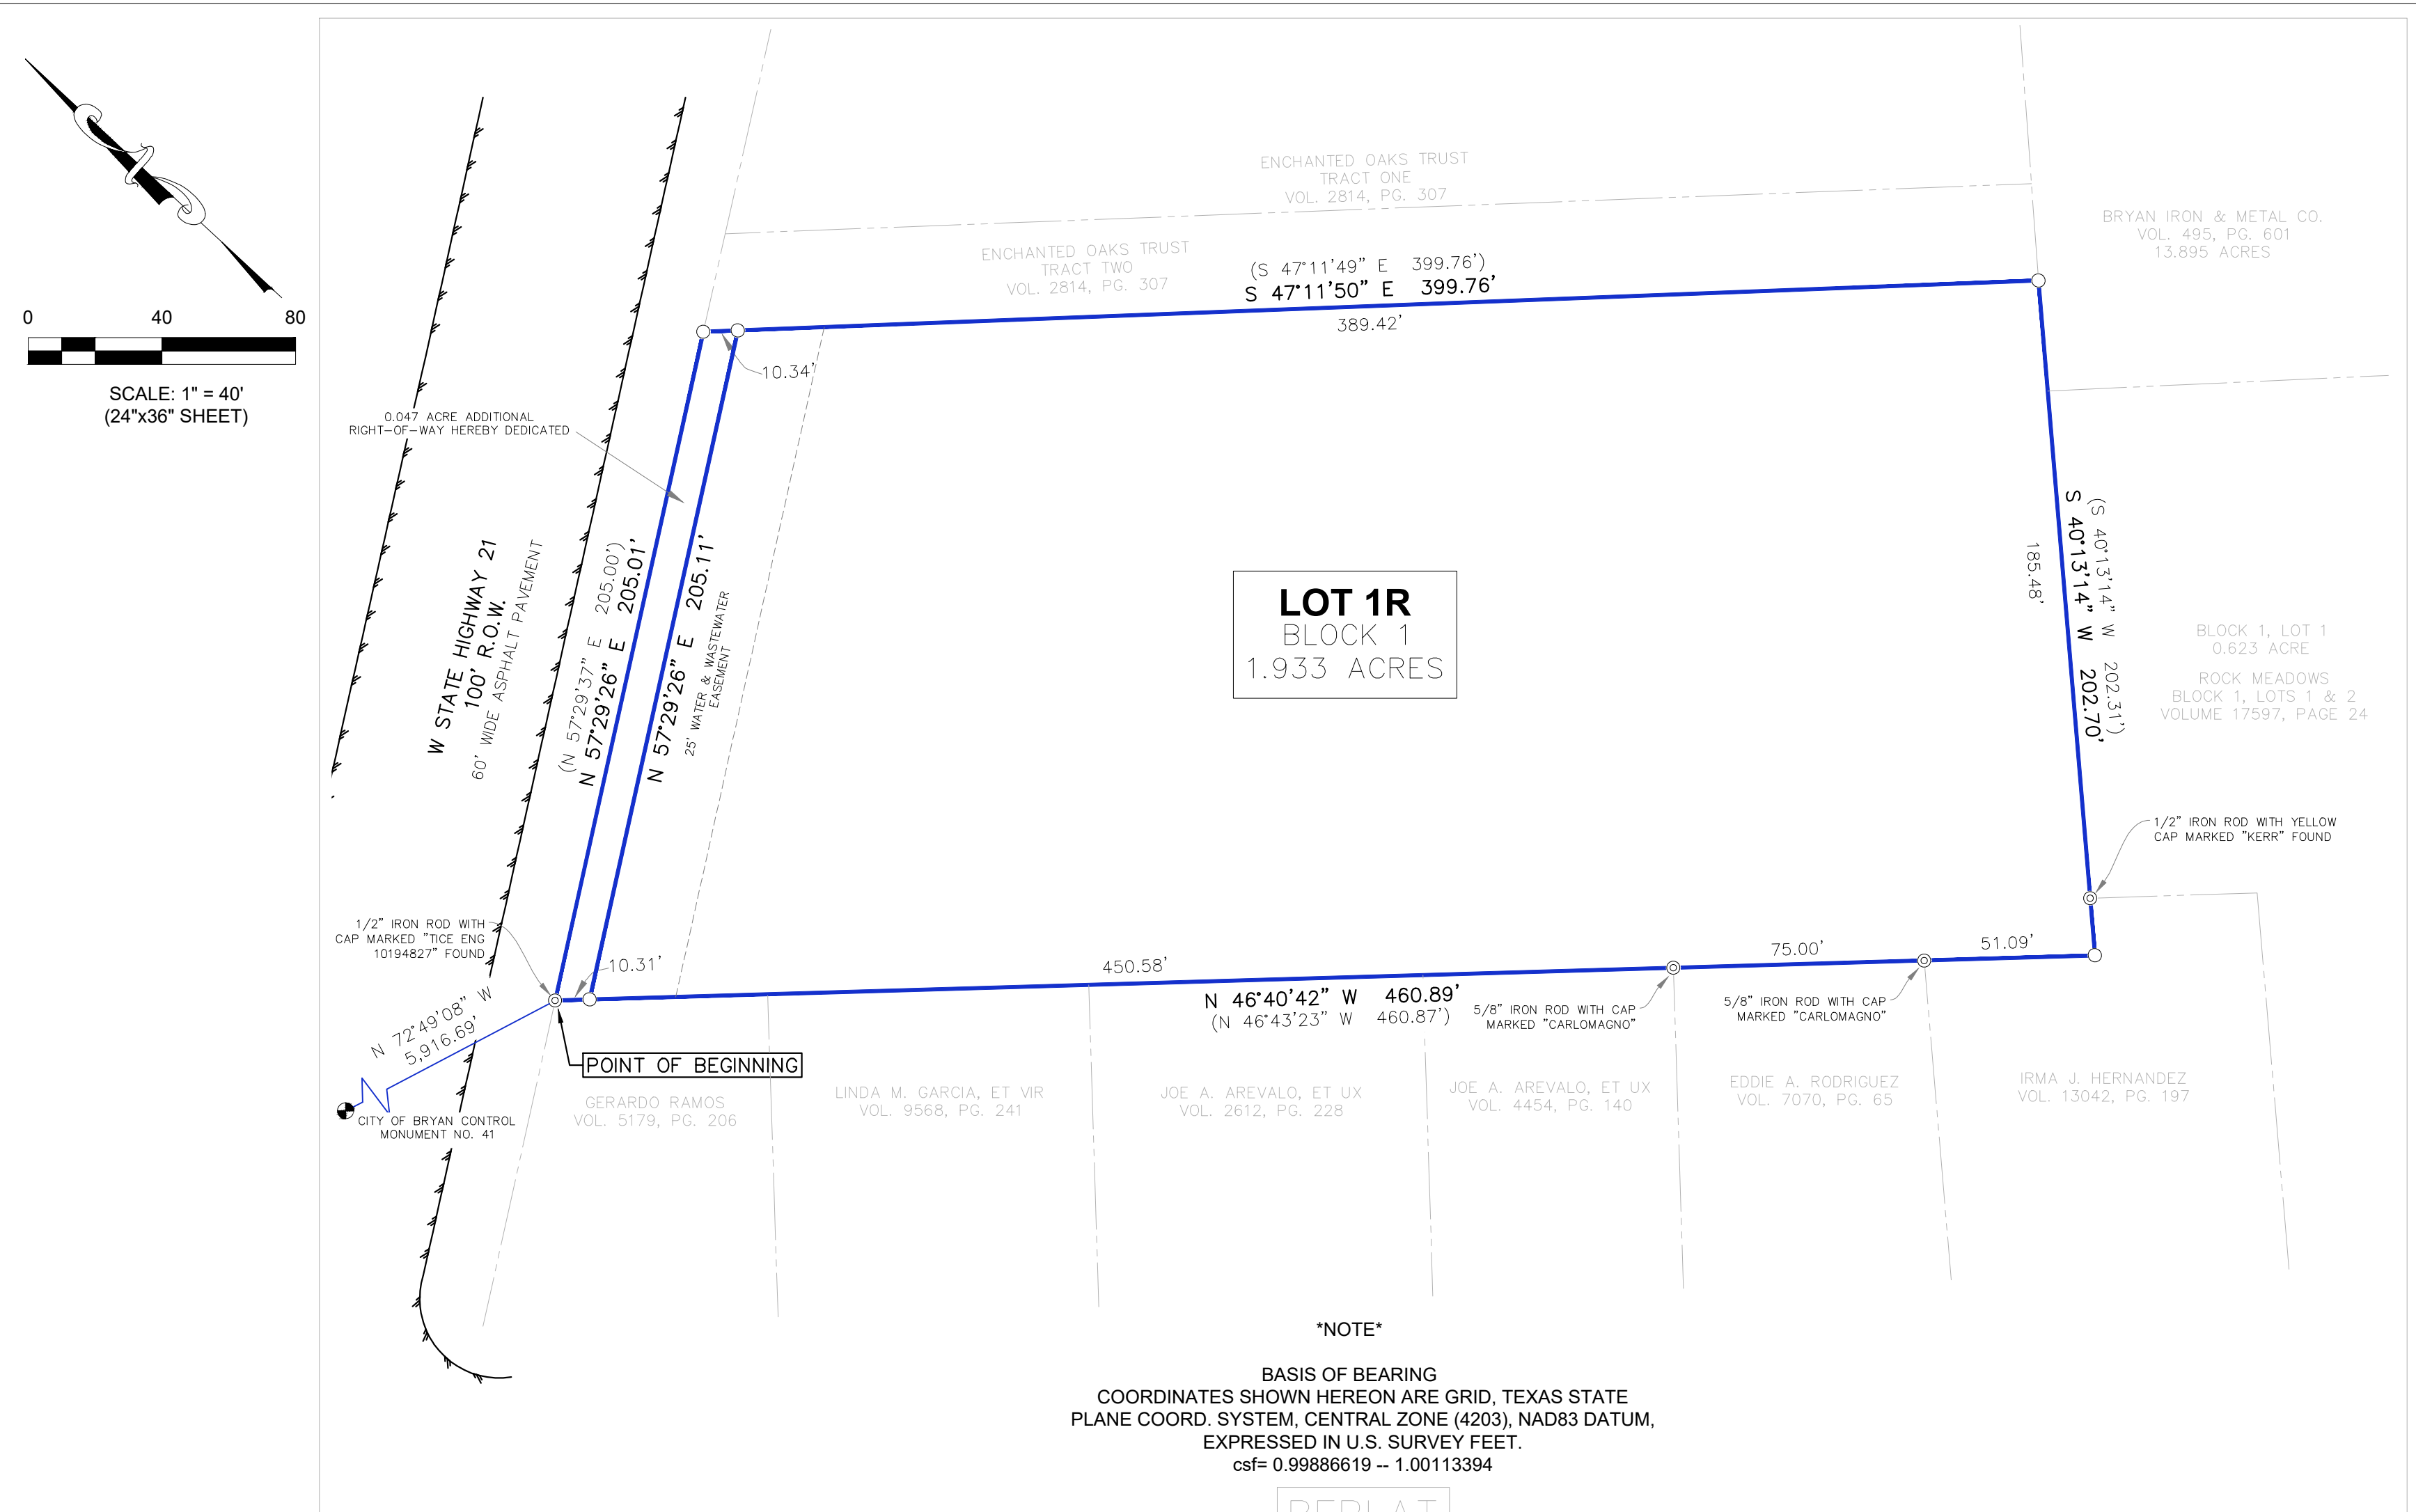 0 40 80
SCALE: 1" = 40'
(24"x36" SHEET)
ENCHANTED OAKS TRUST
TRACT ONE
VOL. 2814, PG. 307
ENCHANTED OAKS TRUST
TRACT TWO
VOL. 2814, PG. 307
(S 47°11'49" E 399.76')
S 47°11'50" E 399.76'
389.42'
10.34'
BRYAN IRON & METAL CO.
VOL. 495, PG. 601
13.895 ACRES
0.047 ACRE ADDITIONAL
RIGHT-OF-WAY HEREBY DEDICATED
W STATE HIGHWAY 21
100' R.O.W.
60' WIDE ASPHALT PAVEMENT
(N 57°29'37" E 205.00')
N 57°29'26" E 205.01'
N 57°29'26" E 205.11'
25' WATER & WASTEWATER
EASEMENT
LOT 1R
BLOCK 1
1.933 ACRES
185.48'
S 40°13'14" W 202.70'
(S 40°13'14" W 202.31')
BLOCK 1, LOT 1
0.623 ACRE
ROCK MEADOWS
BLOCK 1, LOTS 1 & 2
VOLUME 17597, PAGE 24
1/2" IRON ROD WITH YELLOW
CAP MARKED "KERR" FOUND
1/2" IRON ROD WITH
CAP MARKED "TICE ENG
10194827" FOUND
10.31'
450.58'
75.00'
51.09'
N 46°40'42" W 460.89'
(N 46°43'23" W 460.87')
5/8" IRON ROD WITH CAP
MARKED "CARLOMAGNO"
5/8" IRON ROD WITH CAP
MARKED "CARLOMAGNO"
N 72°49'08" W
5,916.69'
POINT OF BEGINNING
CITY OF BRYAN CONTROL
MONUMENT NO. 41
GERARDO RAMOS
VOL. 5179, PG. 206
LINDA M. GARCIA, ET VIR
VOL. 9568, PG. 241
JOE A. AREVALO, ET UX
VOL. 2612, PG. 228
JOE A. AREVALO, ET UX
VOL. 4454, PG. 140
EDDIE A. RODRIGUEZ
VOL. 7070, PG. 65
IRMA J. HERNANDEZ
VOL. 13042, PG. 197
*NOTE*
BASIS OF BEARING
COORDINATES SHOWN HEREON ARE GRID, TEXAS STATE
PLANE COORD. SYSTEM, CENTRAL ZONE (4203), NAD83 DATUM,
EXPRESSED IN U.S. SURVEY FEET.
csf= 0.99886619 -- 1.00113394
REPLAT